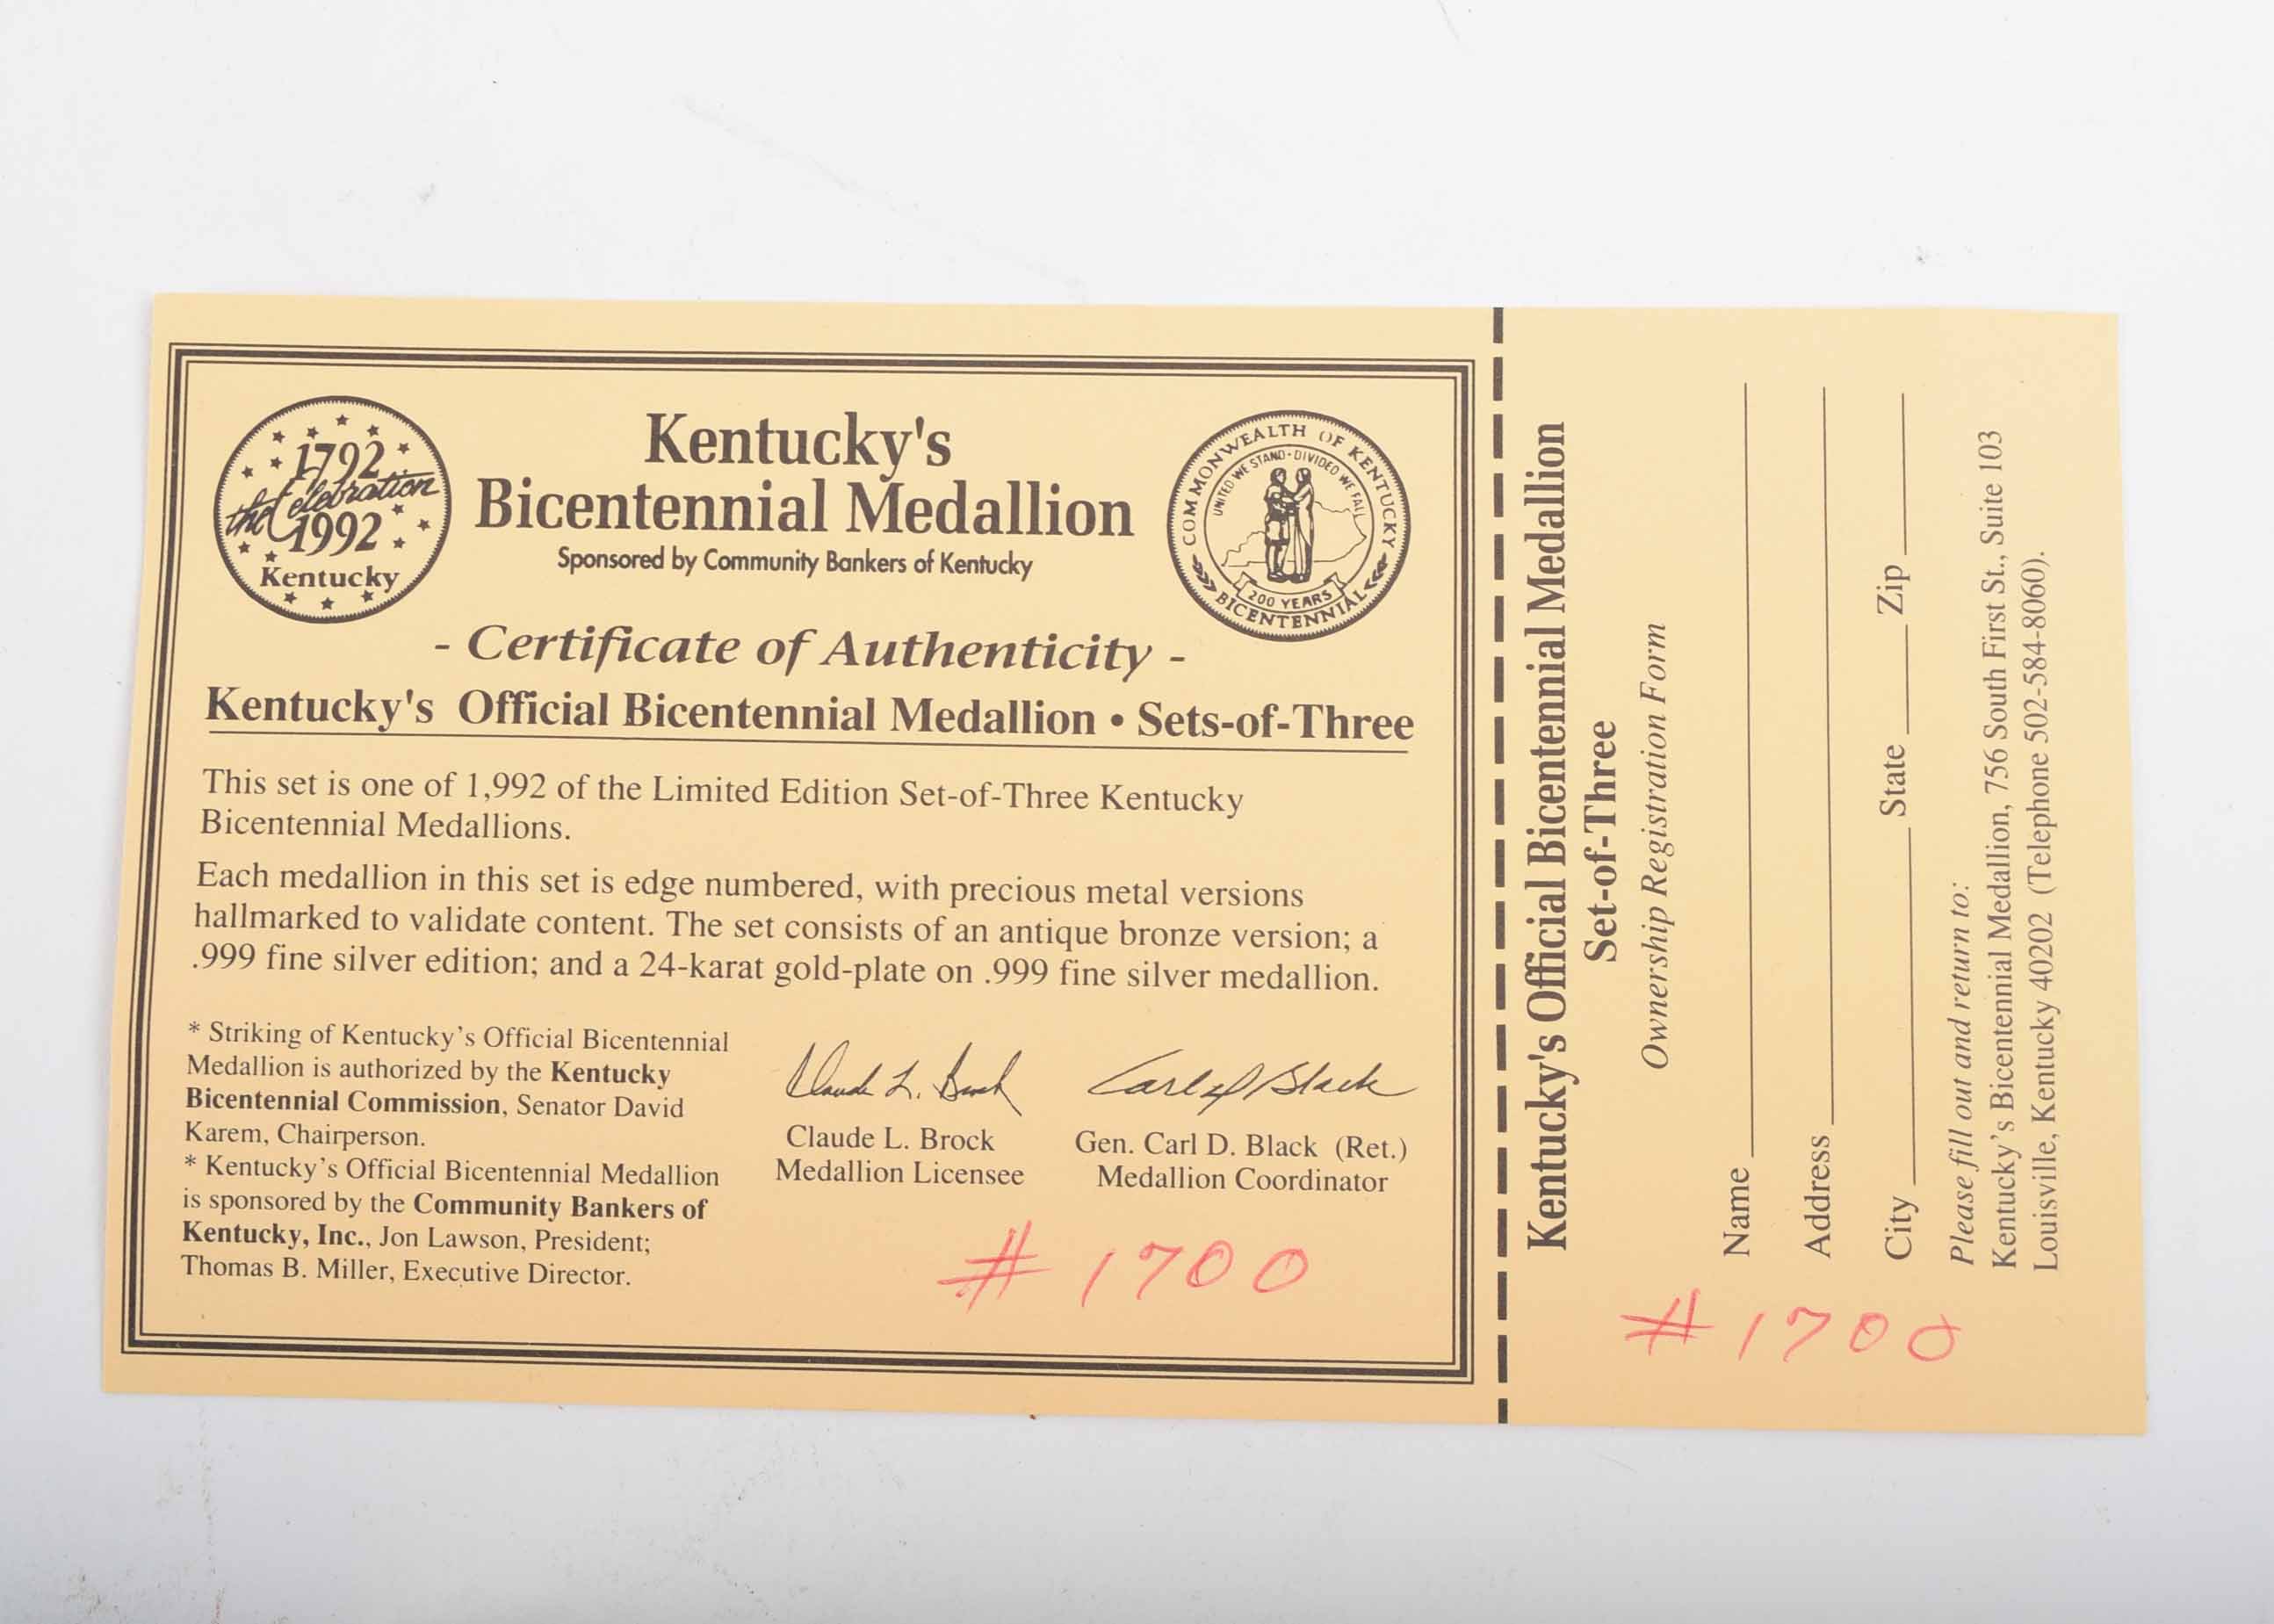 1792
the Celebration
1992
Kentucky
Kentucky's
Bicentennial Medallion
Sponsored by Community Bankers of Kentucky
COMMONWEALTH OF KENTUCKY
UNITED WE STAND • DIVIDED WE FALL
200 YEARS
BICENTENNIAL
- Certificate of Authenticity -
Kentucky's Official Bicentennial Medallion • Sets-of-Three
This set is one of 1,992 of the Limited Edition Set-of-Three Kentucky
Bicentennial Medallions.
Each medallion in this set is edge numbered, with precious metal versions
hallmarked to validate content. The set consists of an antique bronze version; a
.999 fine silver edition; and a 24-karat gold-plate on .999 fine silver medallion.
* Striking of Kentucky's Official Bicentennial
Medallion is authorized by the Kentucky
Bicentennial Commission, Senator David
Karem, Chairperson.
* Kentucky's Official Bicentennial Medallion
is sponsored by the Community Bankers of
Kentucky, Inc., Jon Lawson, President;
Thomas B. Miller, Executive Director.
Claude L. Brock
Claude L. Brock
Medallion Licensee
Carl D Black
Gen. Carl D. Black (Ret.)
Medallion Coordinator
# 1700
Kentucky's Official Bicentennial Medallion
Set-of-Three
Ownership Registration Form
Name
Address
City State Zip
Please fill out and return to:
Kentucky's Bicentennial Medallion, 756 South First St., Suite 103
Louisville, Kentucky 40202 (Telephone 502-584-8060).
# 1700